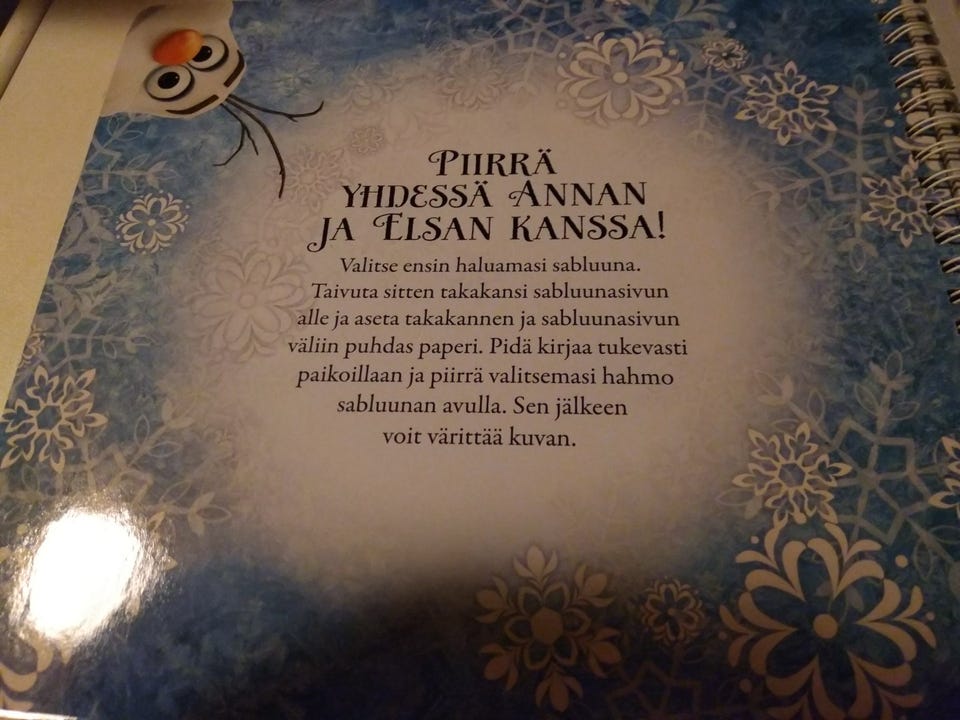 PIIRRÄ
YHDESSÄ ANNAN
JA ELSAN KANSSA!
Valitse ensin haluamasi sabluuna.
Taivuta sitten takakansi sabluunasivun
alle ja aseta takakannen ja sabluunasivun
väliin puhdas paperi. Pidä kirjaa tukevasti
paikoillaan ja piirrä valitsemasi hahmo
sabluunan avulla. Sen jälkeen
voit värittää kuvan.